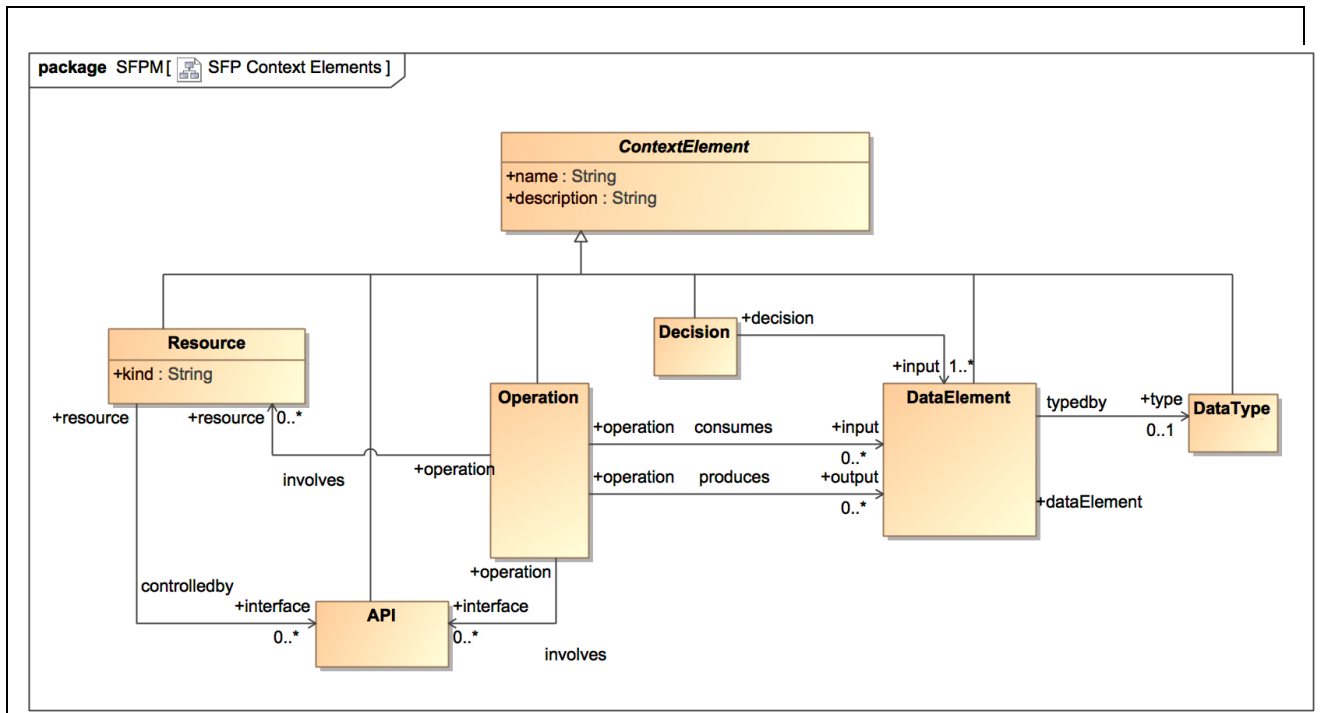 package SFPM[ SFP Context Elements ]
ContextElement
+name : String
+description : String
Resource
+kind : String
Decision
+decision
+input 1..*
+resource
+resource 0..*
Operation
DataElement
typedby
+type
0..1
DataType
+operation consumes +input
0..*
+operation
involves
+operation produces +output
0..*
+dataElement
+operation
controlledby
+interface
0..*
API
+interface
0..*
involves